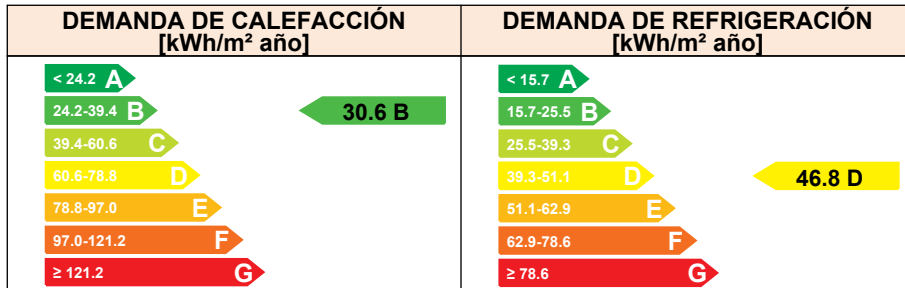 DEMANDA DE CALEFACCIÓN
[kWh/m² año]
< 24.2 A
24.2-39.4 B
30.6 B
39.4-60.6 C
60.6-78.8 D
78.8-97.0 E
97.0-121.2 F
≥ 121.2 G
DEMANDA DE REFRIGERACIÓN
[kWh/m² año]
< 15.7 A
15.7-25.5 B
25.5-39.3 C
39.3-51.1 D
46.8 D
51.1-62.9 E
62.9-78.6 F
≥ 78.6 G